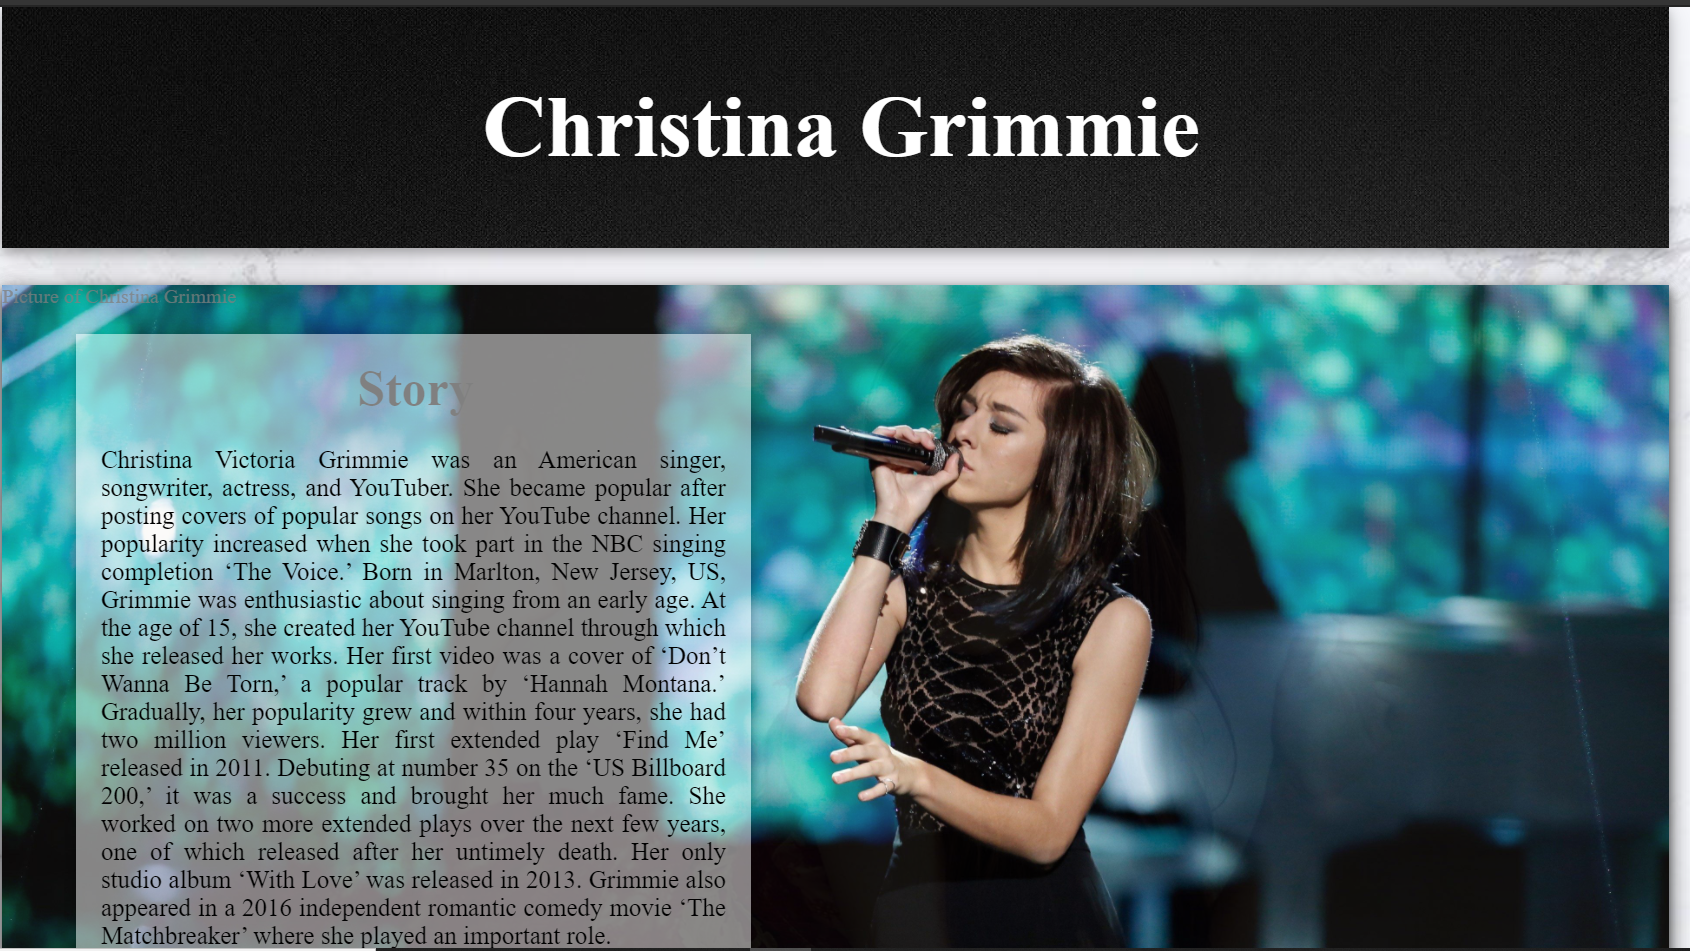 Christina Grimmie
Picture of Christina Grimmie
Story
Christina Victoria Grimmie was an American singer,
songwriter, actress, and YouTuber. She became popular after
posting covers of popular songs on her YouTube channel. Her
popularity increased when she took part in the NBC singing
completion ‘The Voice.’ Born in Marlton, New Jersey, US,
Grimmie was enthusiastic about singing from an early age. At
the age of 15, she created her YouTube channel through which
she released her works. Her first video was a cover of ‘Don’t
Wanna Be Torn,’ a popular track by ‘Hannah Montana.’
Gradually, her popularity grew and within four years, she had
two million viewers. Her first extended play ‘Find Me’
released in 2011. Debuting at number 35 on the ‘US Billboard
200,’ it was a success and brought her much fame. She
worked on two more extended plays over the next few years,
one of which released after her untimely death. Her only
studio album ‘With Love’ was released in 2013. Grimmie also
appeared in a 2016 independent romantic comedy movie ‘The
Matchbreaker’ where she played an important role.